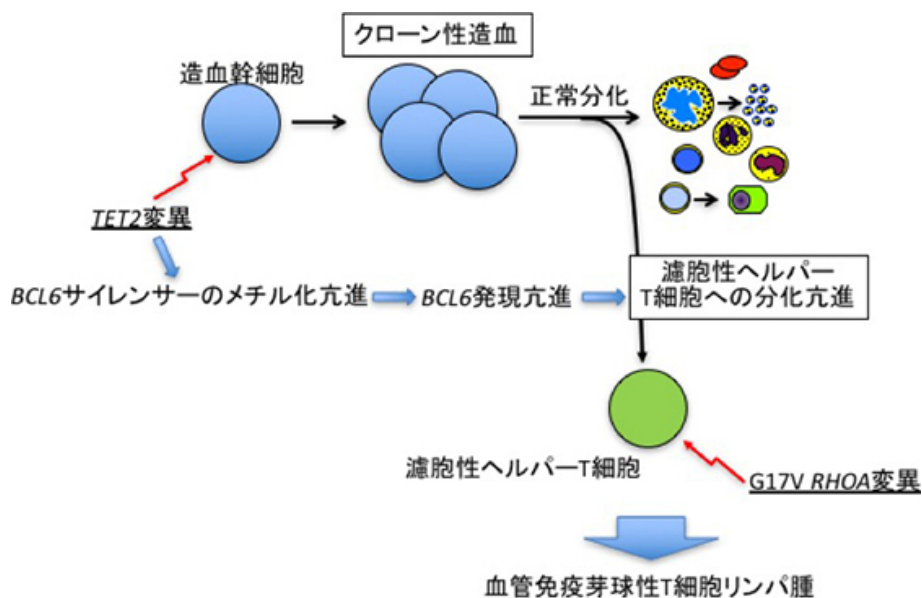 クローン性造血
造血幹細胞
正常分化
TET2変異
BCL6サイレンサーのメチル化亢進
BCL6発現亢進
濾胞性ヘルパー
T細胞への分化亢進
濾胞性ヘルパーT細胞
G17V RHOA変異
血管免疫芽球性T細胞リンパ腫